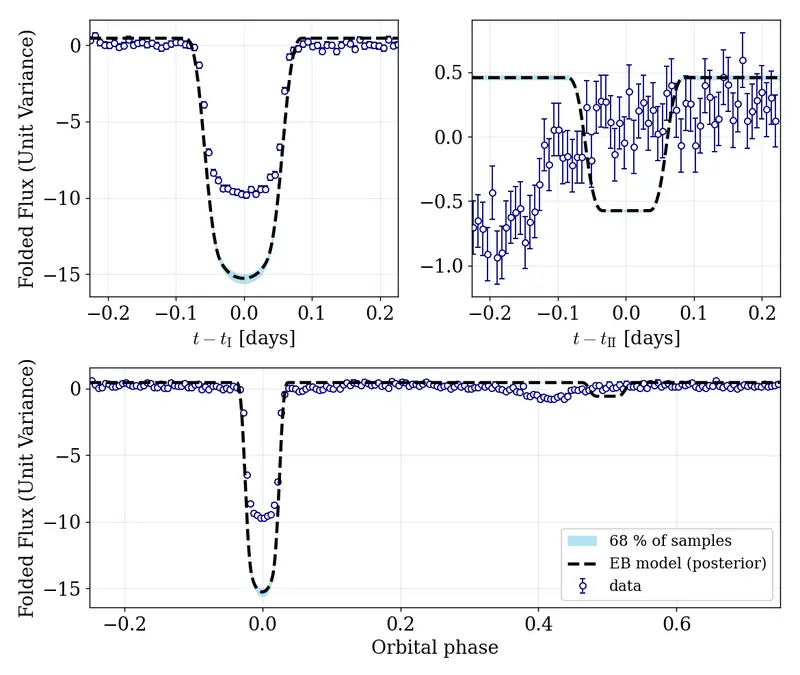 Folded Flux (Unit Variance)
0
−5
−10
−15
−0.2 −0.1 0.0 0.1 0.2
t − tI [days]
0.5
0.0
−0.5
−1.0
−0.2 −0.1 0.0 0.1 0.2
t − tII [days]
Folded Flux (Unit Variance)
0
−5
−10
−15
68 % of samples
EB model (posterior)
data
−0.2 0.0 0.2 0.4 0.6
Orbital phase